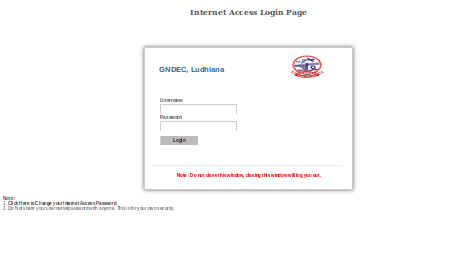 Internet Access Login Page
GNDEC, Ludhiana
Username
Password
Login
Note: Do not close this window, closing this window will log you out.
Note:
1. Click Here to Change your Internet Access Password.
2. Do Not share your username/password with anyone. This is for your own security.